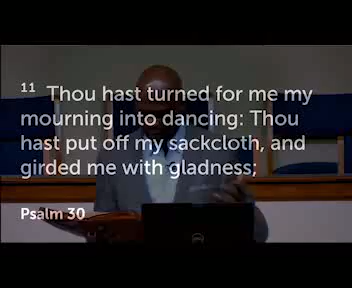 11 Thou hast turned for me my
mourning into dancing: Thou
hast put off my sackcloth, and
girded me with gladness;
Psalm 30